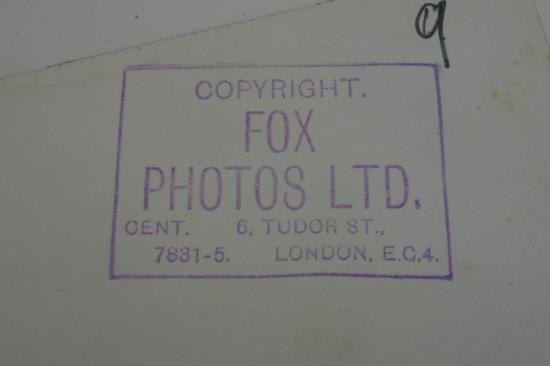 9
COPYRIGHT.
FOX
PHOTOS LTD.
CENT. 6, TUDOR ST.,
7831-5. LONDON, E.C.4.